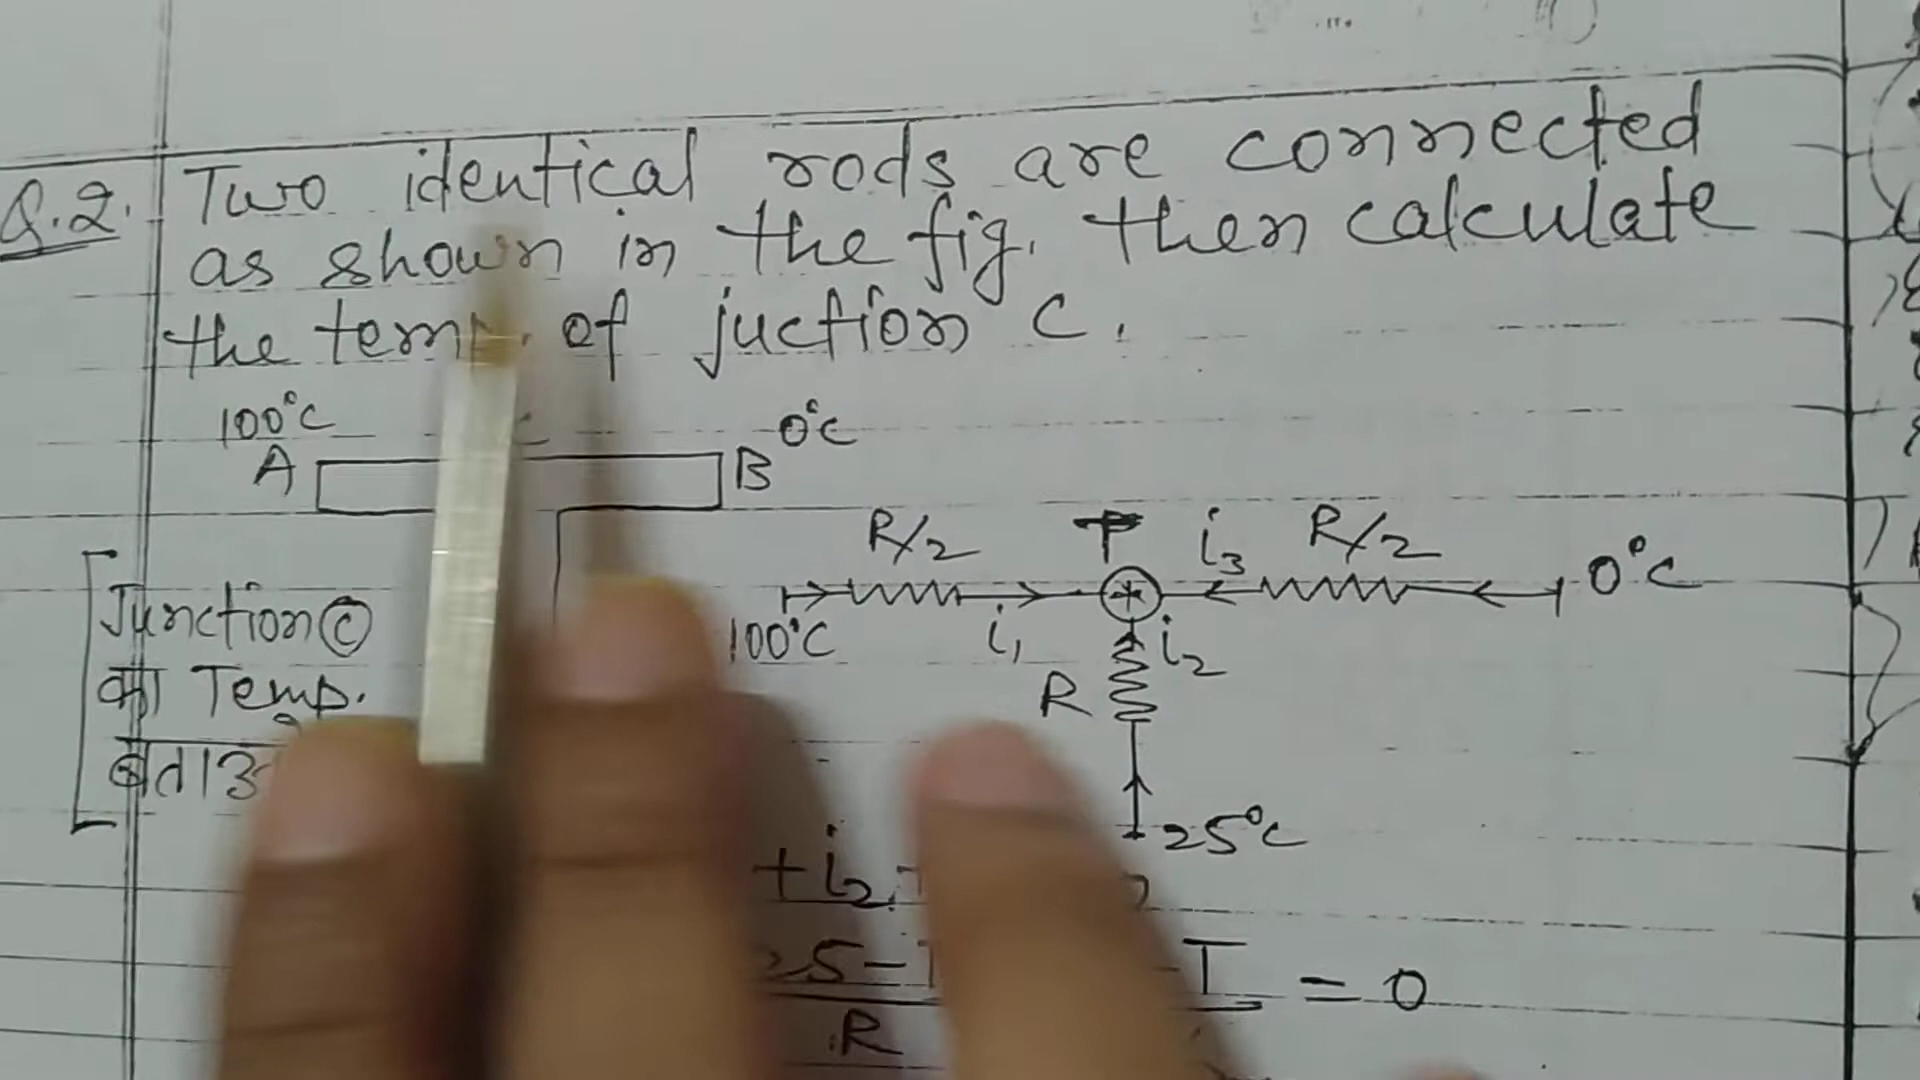 Q.2. Two identical rods are connected
as shown in the fig. then calculate
the temp. of juction C.
100°C 0°C
A B
R/2 T i3 R/2
0°C
100°C i1 i2
R
25°C
Junction ©
का Temp.
+i2
R
= 0